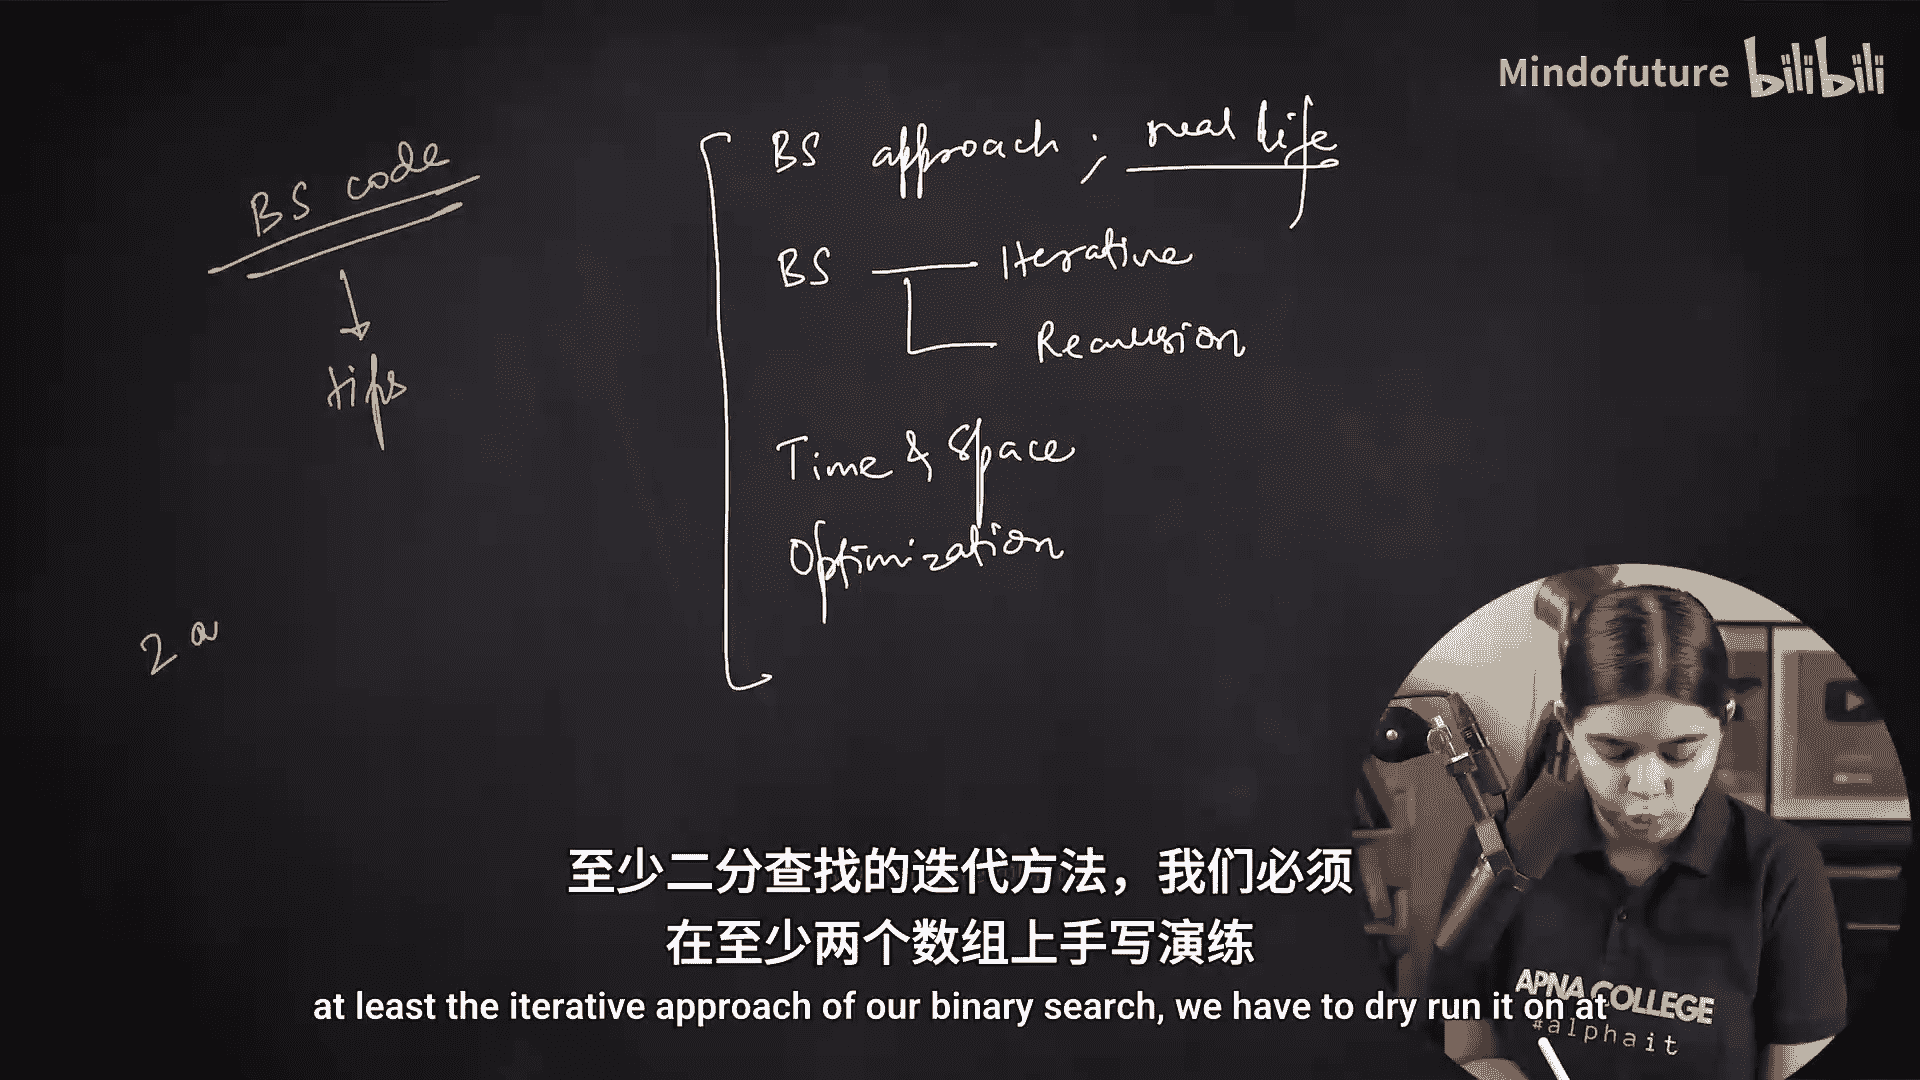 Mindofuture bilibili
BS code
tips
BS approach ; real life
BS Iterative
Recursion
Time & Space
Optimization
2 a
APNA COLLEGE
#alphait
至少二分查找的迭代方法，我们必须
在至少两个数组上手写演练
at least the iterative approach of our binary search, we have to dry run it on at